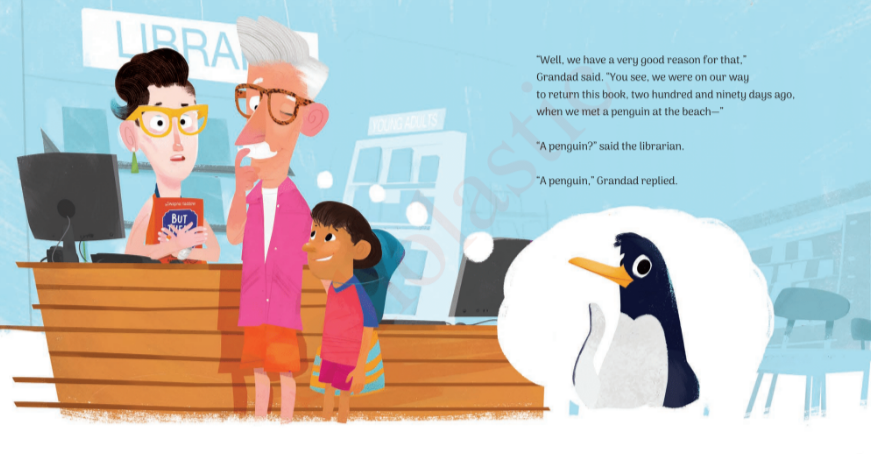 LIBRA
BUT
YOUNG ADULTS
"Well, we have a very good reason for that,"
Grandad said. "You see, we were on our way
to return this book, two hundred and ninety days ago,
when we met a penguin at the beach—"
"A penguin?" said the librarian.
"A penguin," Grandad replied.
Scholastic